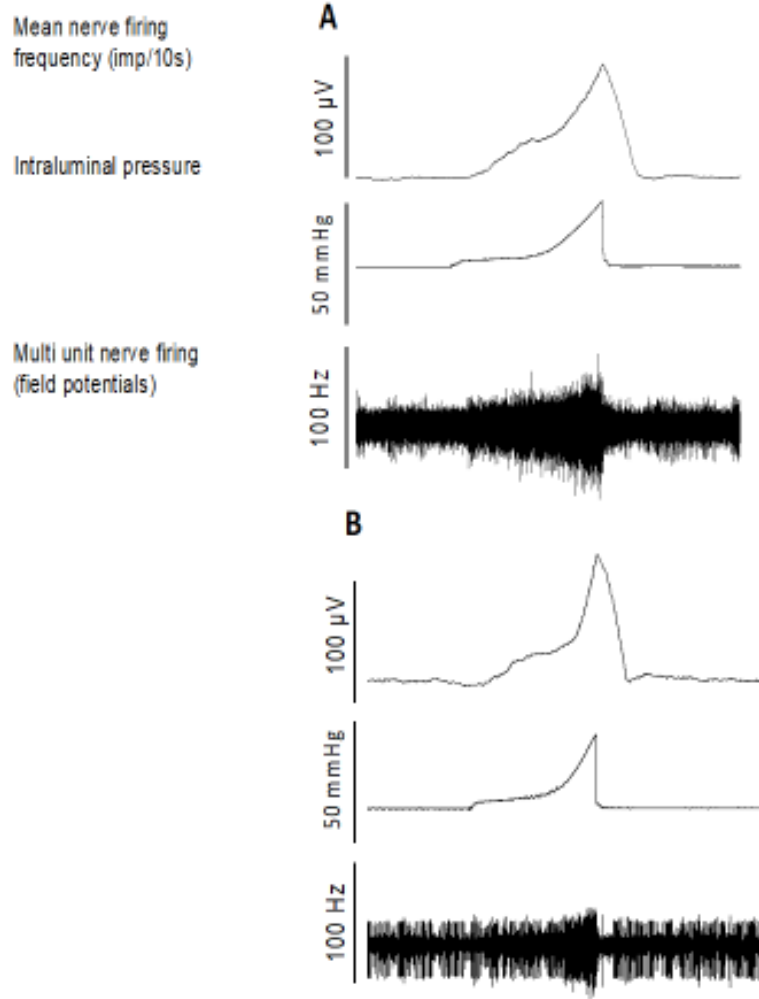 A
Mean nerve firing
frequency (imp/10s)
100 µV
Intraluminal pressure
50 mmHg
Multi unit nerve firing
(field potentials)
100 Hz
B
100 µV
50 mmHg
100 Hz